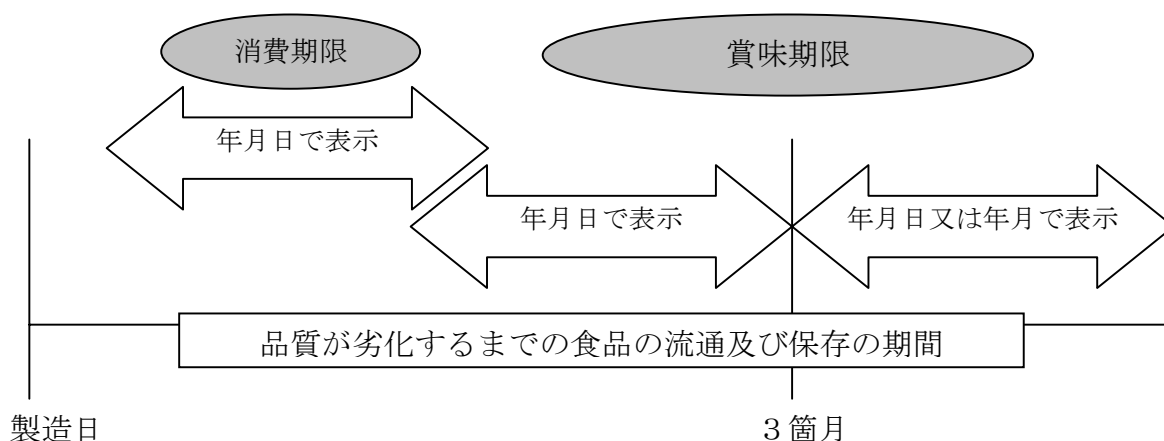 消費期限
賞味期限
年月日で表示
年月日で表示
年月日又は年月で表示
品質が劣化するまでの食品の流通及び保存の期間
製造日
３箇月